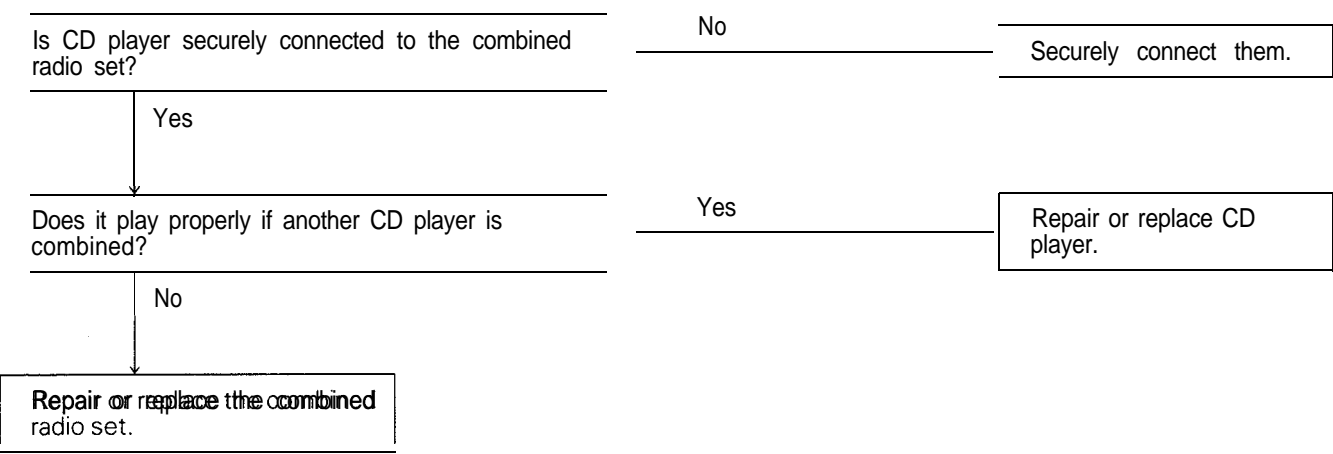 Is CD player securely connected to the combined
radio set?
No
Securely connect them.
Yes
Does it play properly if another CD player is
combined?
Yes
Repair or replace CD
player.
No
Repair or replace the combined
radio set.